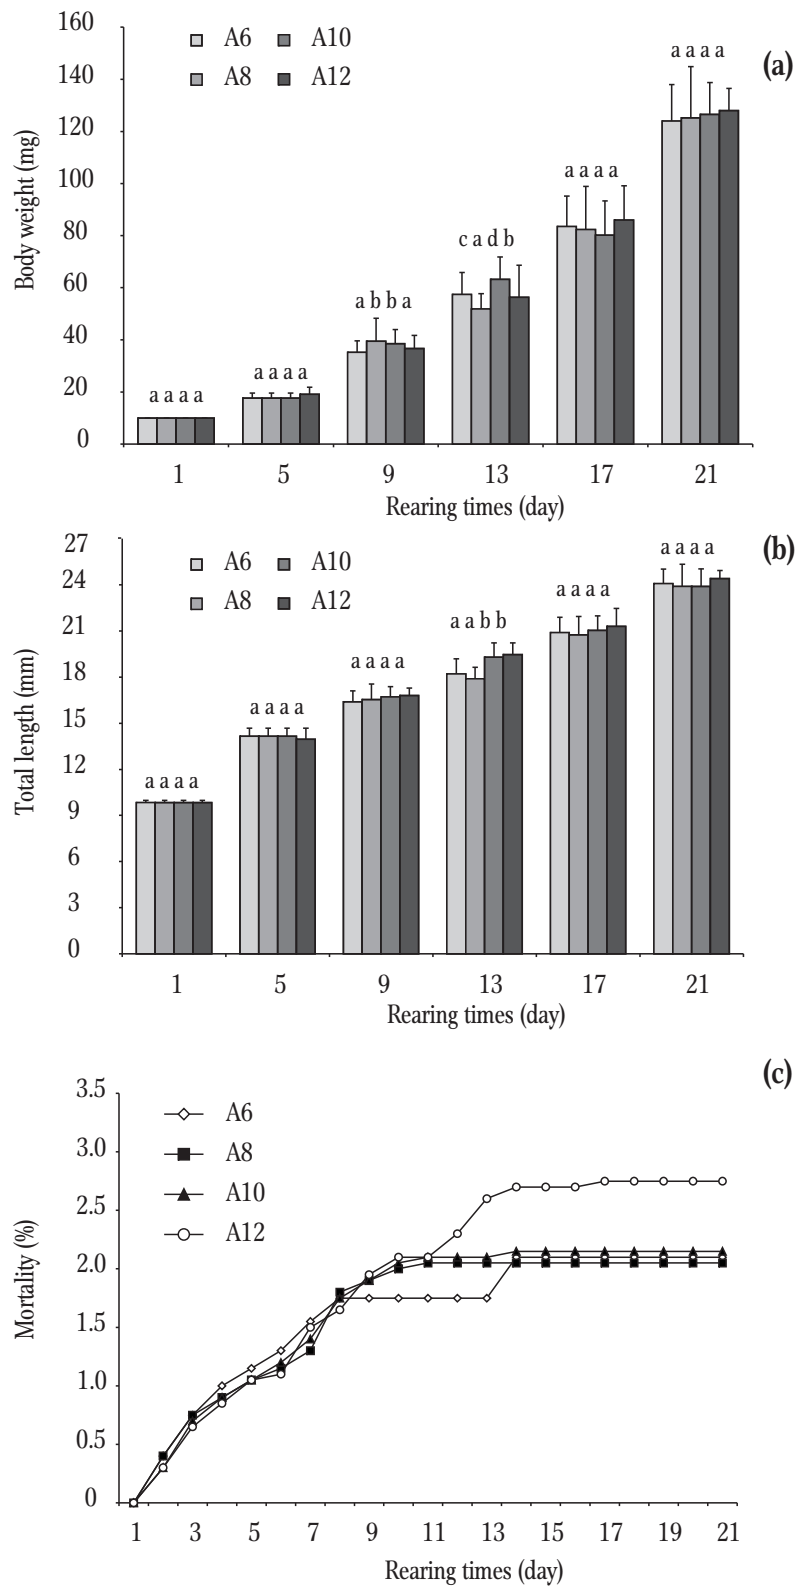 160
140
120
100
80
60
40
20
0
Body weight (mg)
A6 A10
A8 A12
(a)
a a a a
a a a a
a b b a
c a d b
a a a a
a a a a
1 5 9 13 17 21
Rearing times (day)
27
24
21
18
15
12
9
6
3
0
Total length (mm)
A6 A10
A8 A12
(b)
a a a a
a a a a
a a a a
a a b b
a a a a
a a a a
1 5 9 13 17 21
Rearing times (day)
(c)
3.5
3.0
2.5
2.0
1.5
1.0
0.5
0
Mortality (%)
A6
A8
A10
A12
1 3 5 7 9 11 13 15 17 19 21
Rearing times (day)